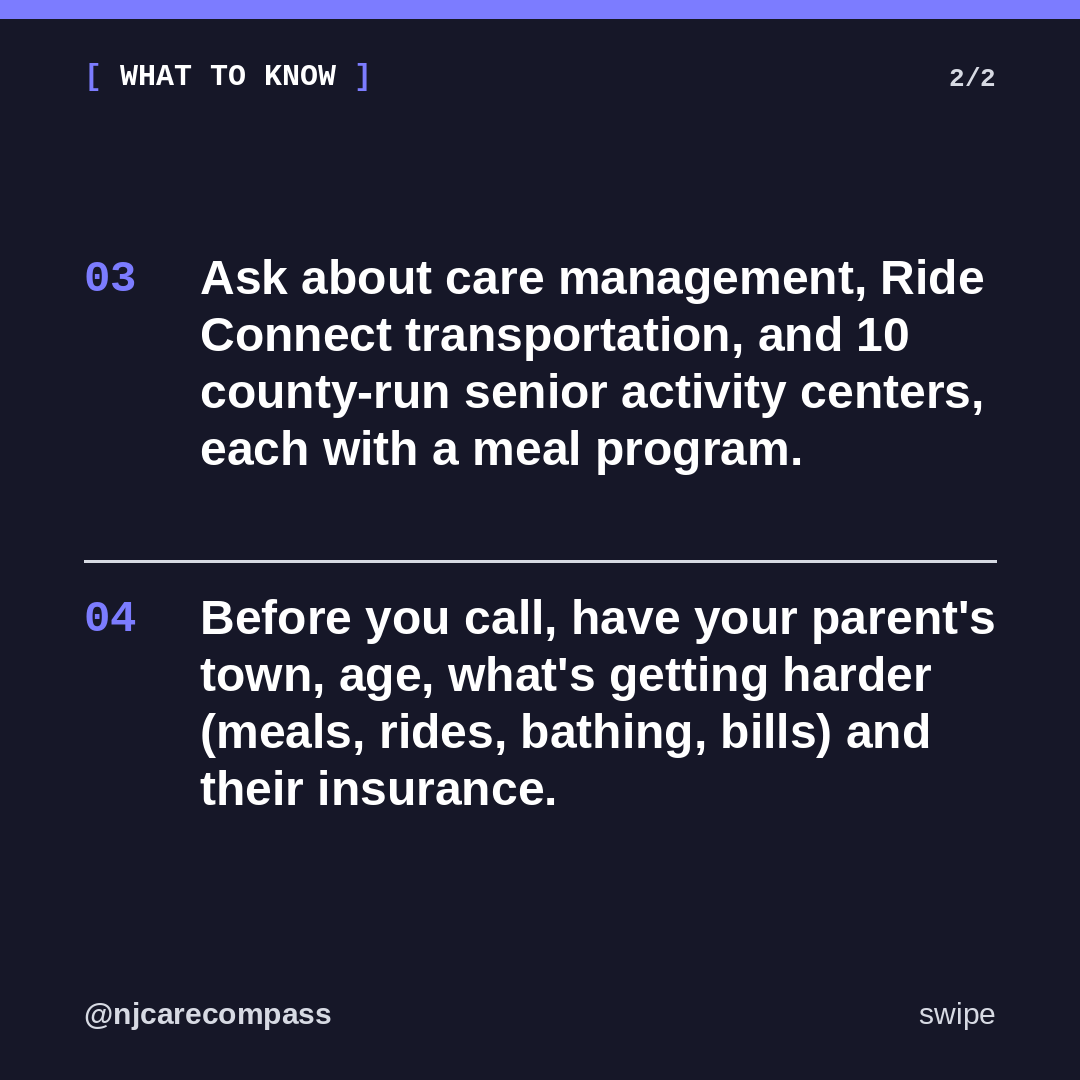 [ WHAT TO KNOW ]
2/2
03
Ask about care management, Ride
Connect transportation, and 10
county-run senior activity centers,
each with a meal program.
04
Before you call, have your parent's
town, age, what's getting harder
(meals, rides, bathing, bills) and
their insurance.
@njcarecompass
swipe